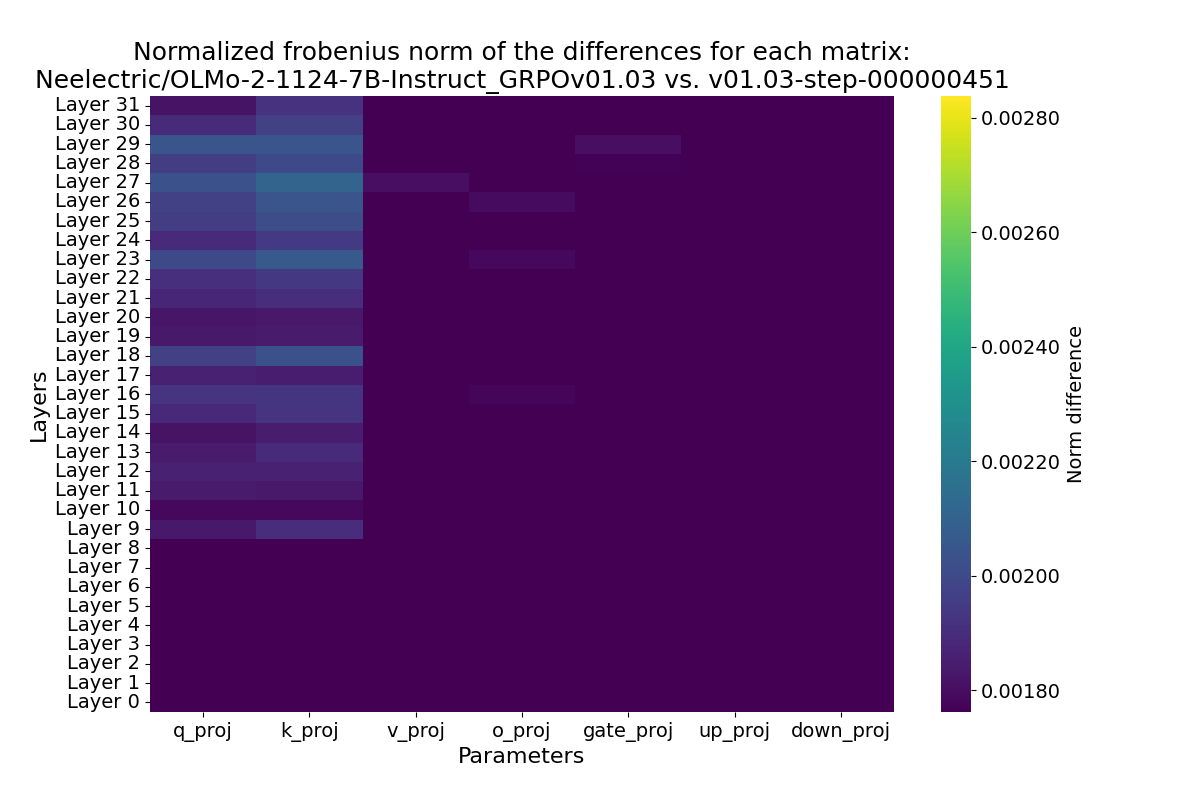 Normalized frobenius norm of the differences for each matrix:
Neelectric/OLMo-2-1124-7B-Instruct_GRPOv01.03 vs. v01.03-step-000000451
Layers
Layer 31
Layer 30
Layer 29
Layer 28
Layer 27
Layer 26
Layer 25
Layer 24
Layer 23
Layer 22
Layer 21
Layer 20
Layer 19
Layer 18
Layer 17
Layer 16
Layer 15
Layer 14
Layer 13
Layer 12
Layer 11
Layer 10
Layer 9
Layer 8
Layer 7
Layer 6
Layer 5
Layer 4
Layer 3
Layer 2
Layer 1
Layer 0
q_proj k_proj v_proj o_proj gate_proj up_proj down_proj
Parameters
0.00280
0.00260
0.00240
0.00220
0.00200
0.00180
Norm difference